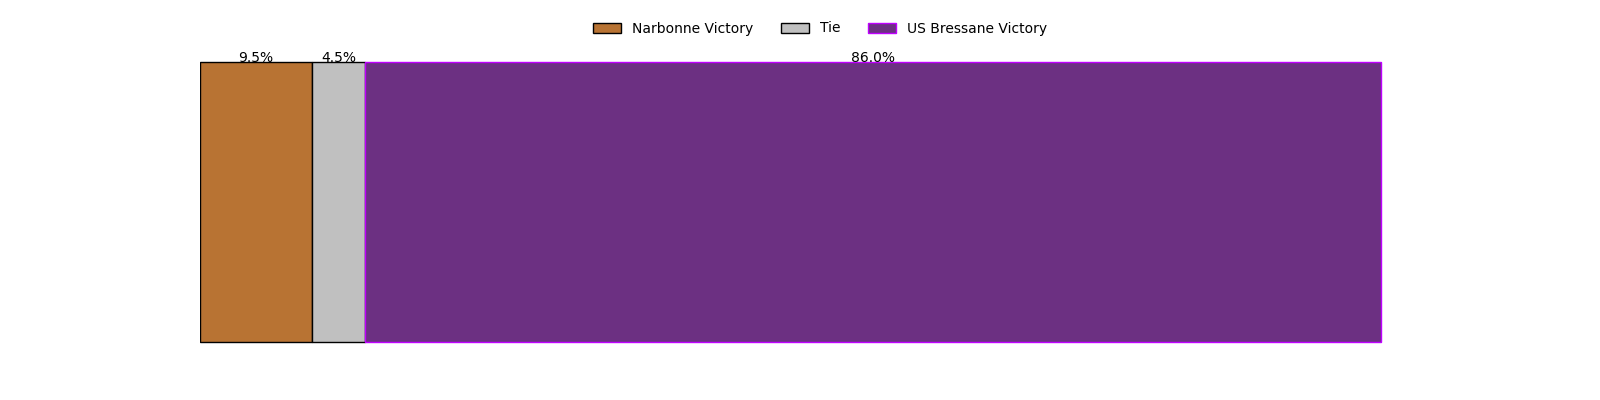 Narbonne Victory Tie US Bressane Victory
9.5% 4.5% 86.0%